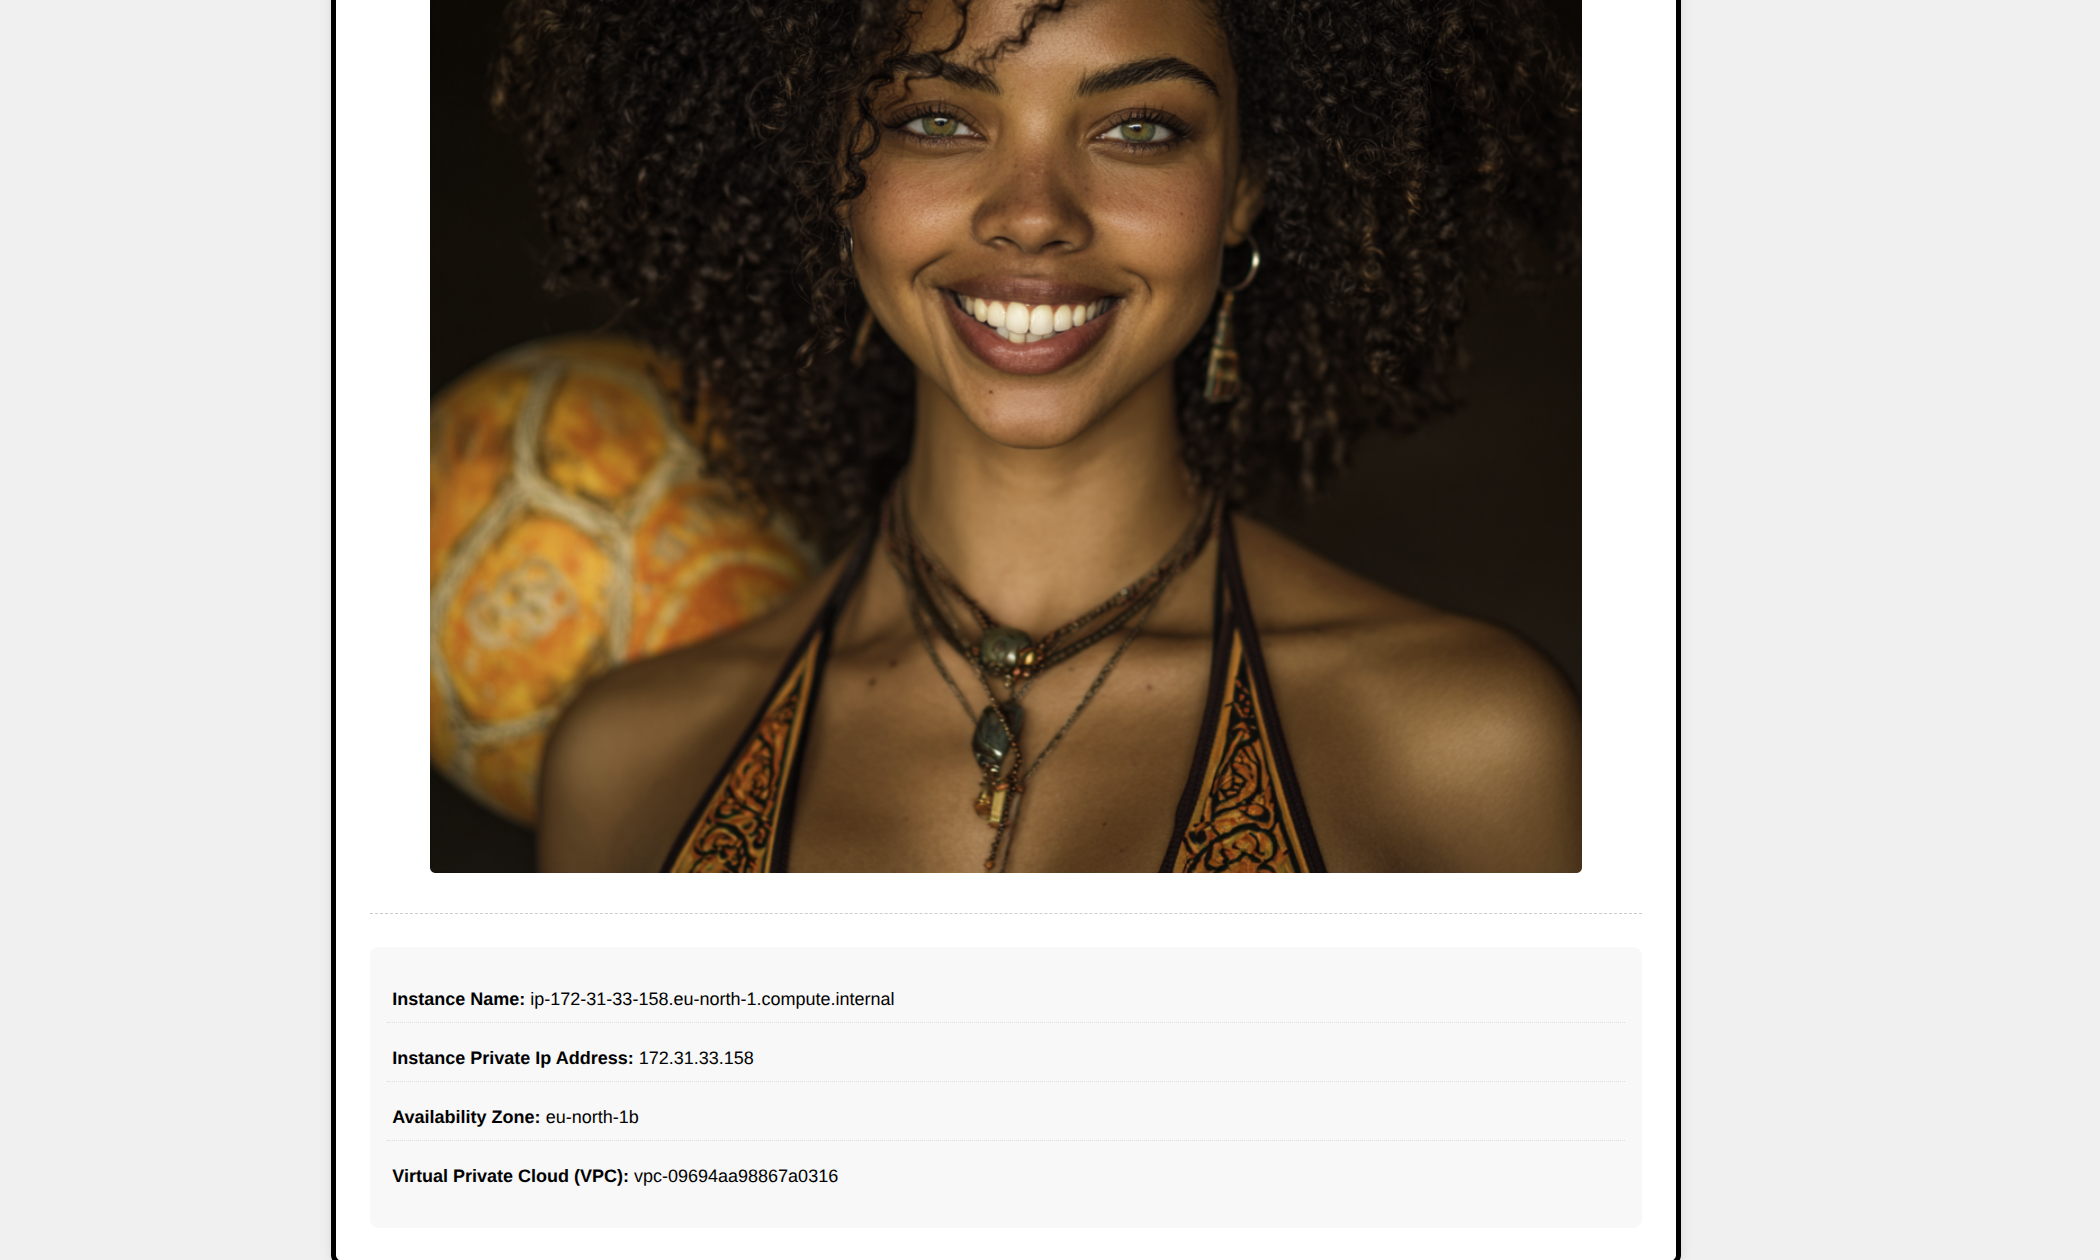 Instance Name: ip-172-31-33-158.eu-north-1.compute.internal
Instance Private Ip Address: 172.31.33.158
Availability Zone: eu-north-1b
Virtual Private Cloud (VPC): vpc-09694aa98867a0316